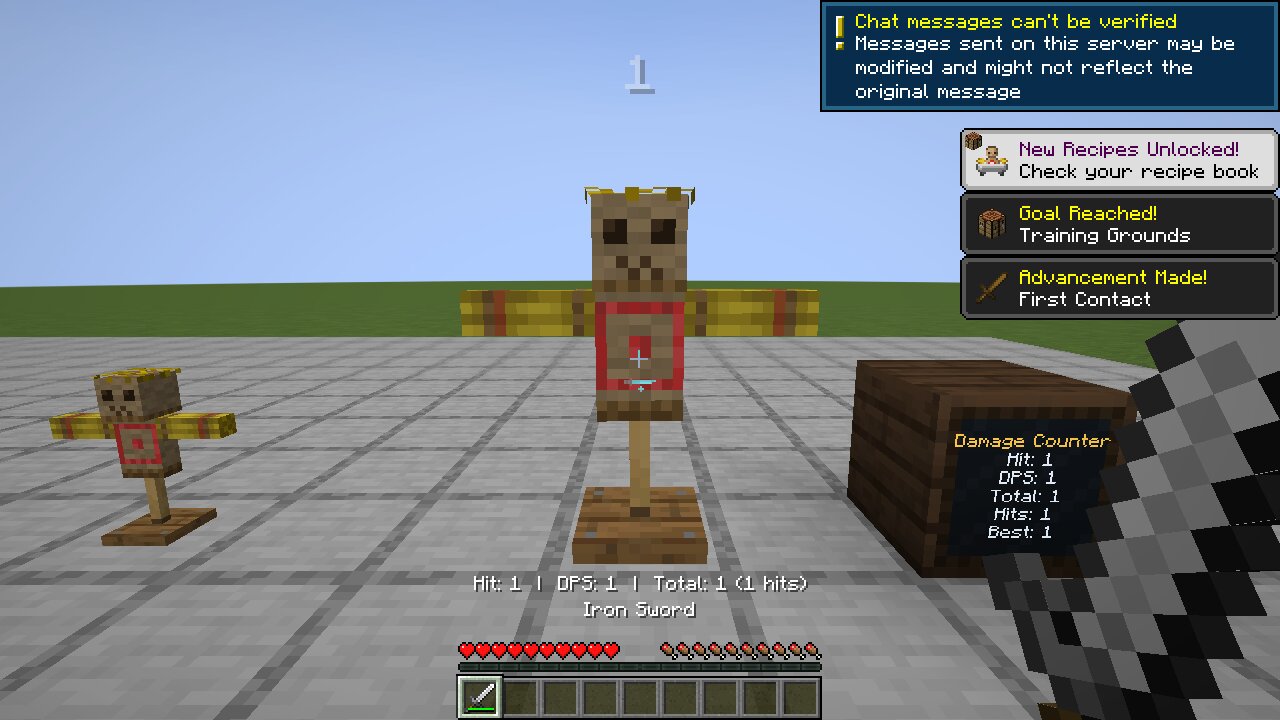 Chat messages can't be verified
Messages sent on this server may be
modified and might not reflect the
original message
1
New Recipes Unlocked!
Check your recipe book
Goal Reached!
Training Grounds
Advancement Made!
First Contact
Damage Counter
Hit: 1
DPS: 1
Total: 1
Hits: 1
Best: 1
Hit: 1 | DPS: 1 | Total: 1 (1 hits)
Iron Sword